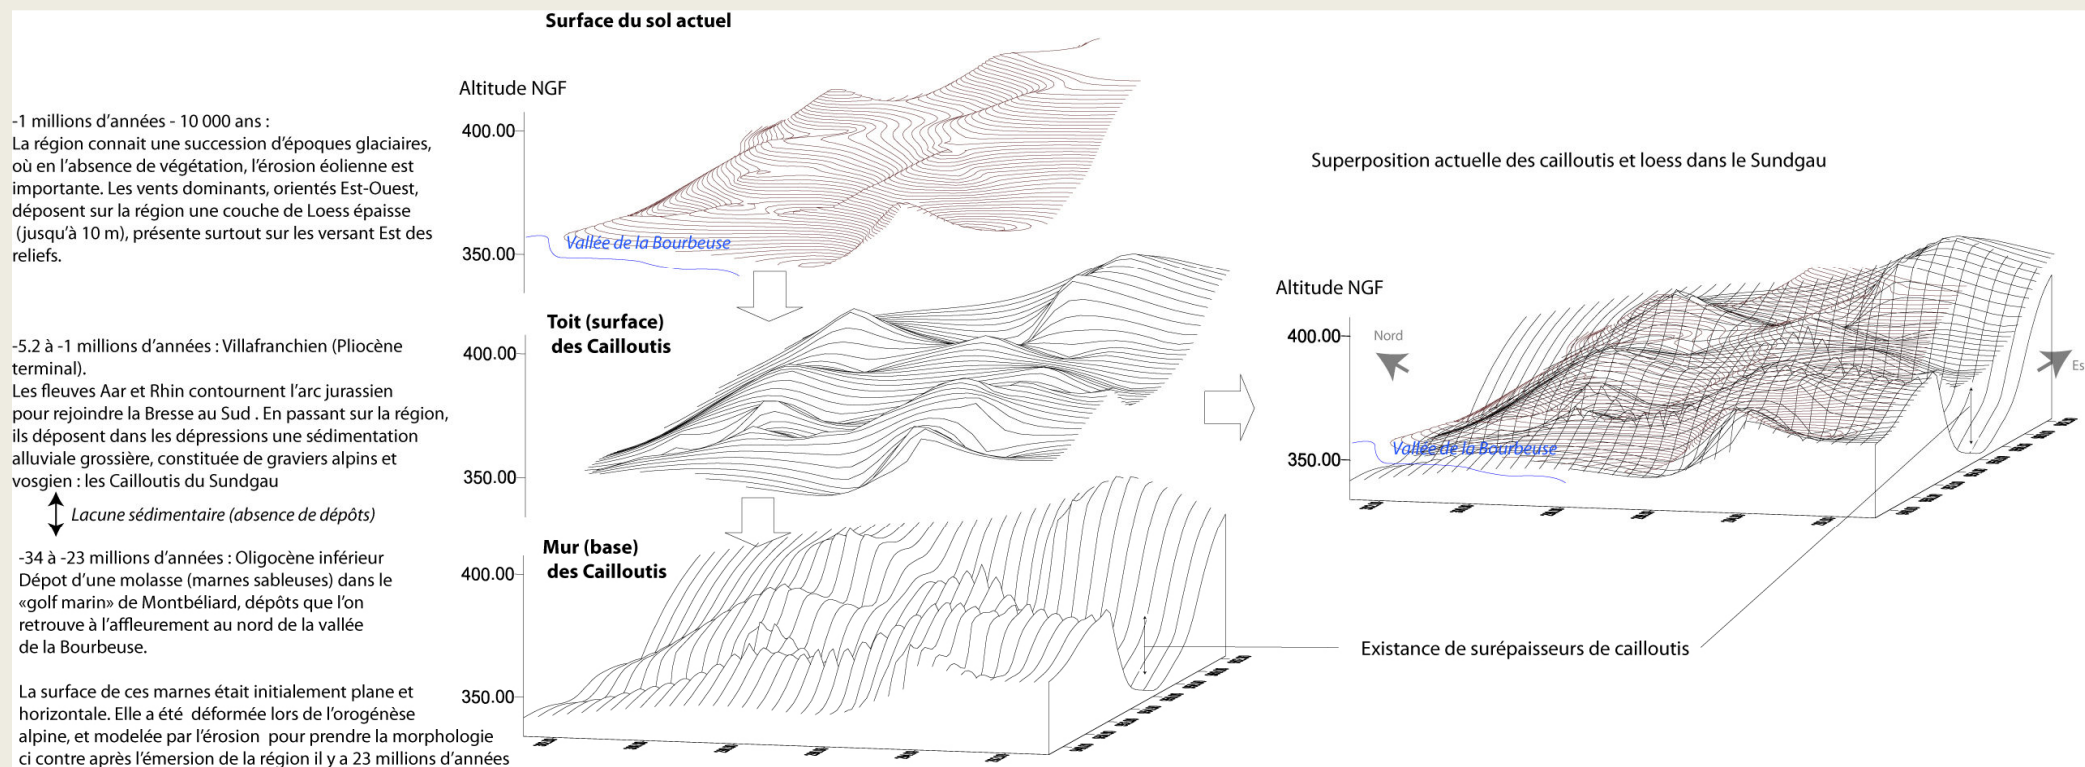 Surface du sol actuel
Altitude NGF
400.00
350.00
Vallée de la Bourbeuse
-1 millions d'années - 10 000 ans :
La région connait une succession d'époques glaciaires,
où en l'absence de végétation, l'érosion éolienne est
importante. Les vents dominants, orientés Est-Ouest,
déposent sur la région une couche de Loess épaisse
(jusqu'à 10 m), présente surtout sur les versant Est des
reliefs.
Toit (surface)
des Cailloutis
400.00
350.00
-5.2 à -1 millions d'années : Villafranchien (Pliocène
terminal).
Les fleuves Aar et Rhin contournent l'arc jurassien
pour rejoindre la Bresse au Sud . En passant sur la région,
ils déposent dans les dépressions une sédimentation
alluviale grossière, constituée de graviers alpins et
vosgien : les Cailloutis du Sundgau
Lacune sédimentaire (absence de dépôts)
Mur (base)
des Cailloutis
400.00
350.00
-34 à -23 millions d'années : Oligocène inférieur
Dépot d'une molasse (marnes sableuses) dans le
«golf marin» de Montbéliard, dépôts que l'on
retrouve à l'affleurement au nord de la vallée
de la Bourbeuse.
La surface de ces marnes était initialement plane et
horizontale. Elle a été déformée lors de l'orogénèse
alpine, et modelée par l'érosion pour prendre la morphologie
ci contre après l'émersion de la région il y a 23 millions d'années
Superposition actuelle des cailloutis et loess dans le Sundgau
Altitude NGF
400.00
350.00
Nord
Es
Vallée de la Bourbeuse
Existance de surépaisseurs de cailloutis